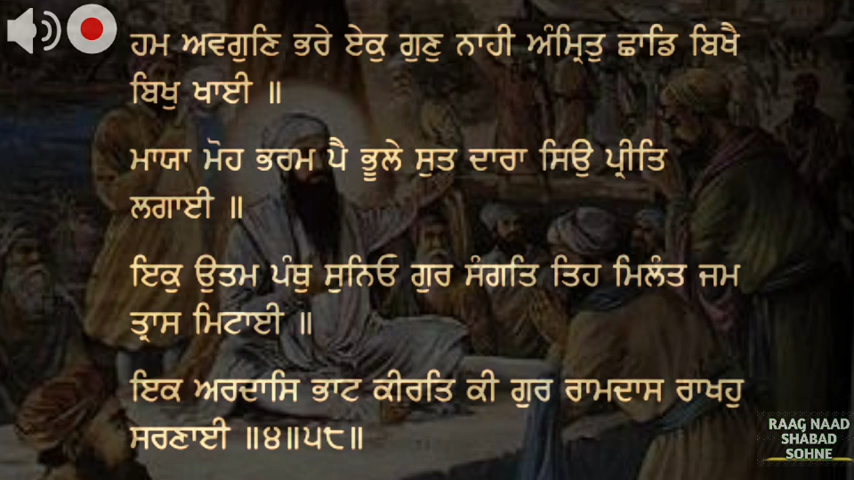 ਹਮ ਅਵਗੁਣਿ ਭਰੇ ਏਕੁ ਗੁਣੁ ਨਾਹੀ ਅੰਮ੍ਰਿਤੁ ਛਾਡਿ ਬਿਖੈ
ਬਿਖੁ ਖਾਈ ॥
ਮਾਯਾ ਮੋਹ ਭਰਮ ਪੈ ਭੂਲੇ ਸੁਤ ਦਾਰਾ ਸਿਉ ਪ੍ਰੀਤਿ
ਲਗਾਈ ॥
ਇਕੁ ਉਤਮ ਪੰਥੁ ਸੁਨਿਓ ਗੁਰ ਸੰਗਤਿ ਤਿਹ ਮਿਲੰਤ ਜਮ
ਤ੍ਰਾਸ ਮਿਟਾਈ ॥
ਇਕ ਅਰਦਾਸਿ ਭਾਟ ਕੀਰਤਿ ਕੀ ਗੁਰ ਰਾਮਦਾਸ ਰਾਖਹੁ
ਸਰਣਾਈ ॥੪॥੫੮॥
RAAG NAAD
SHABAD
SOHNE